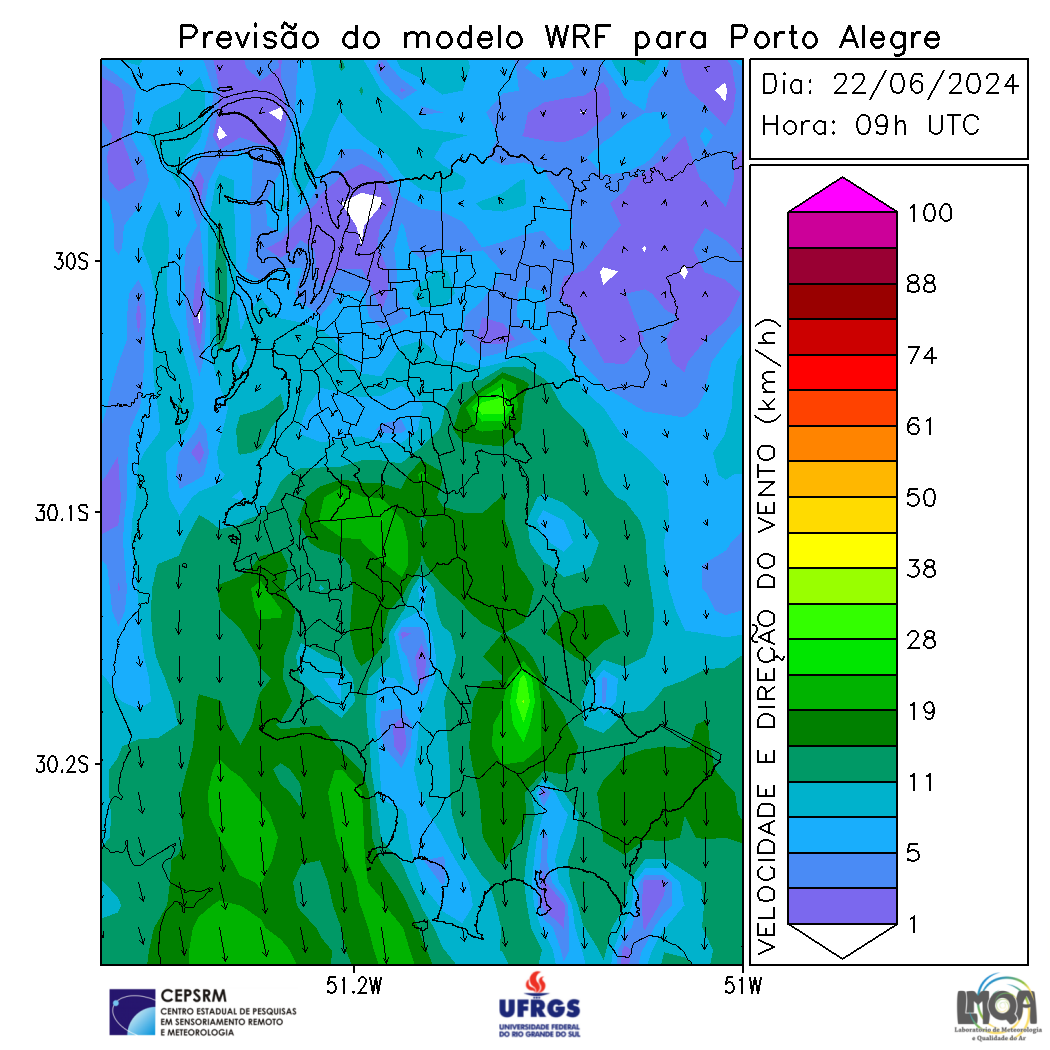 Previsão do modelo WRF para Porto Alegre
Dia: 22/06/2024
Hora: 09h UTC
30S
30.1S
30.2S
51.2W
51W
VELOCIDADE E DIREÇÃO DO VENTO (km/h)
100
88
74
61
50
38
28
19
11
5
1
CEPSRM
CENTRO ESTADUAL DE PESQUISAS
EM SENSORIAMENTO REMOTO
E METEOROLOGIA
UFRGS
UNIVERSIDADE FEDERAL
DO RIO GRANDE DO SUL
LMQA
Laboratório de Meteorologia
e Qualidade do Ar